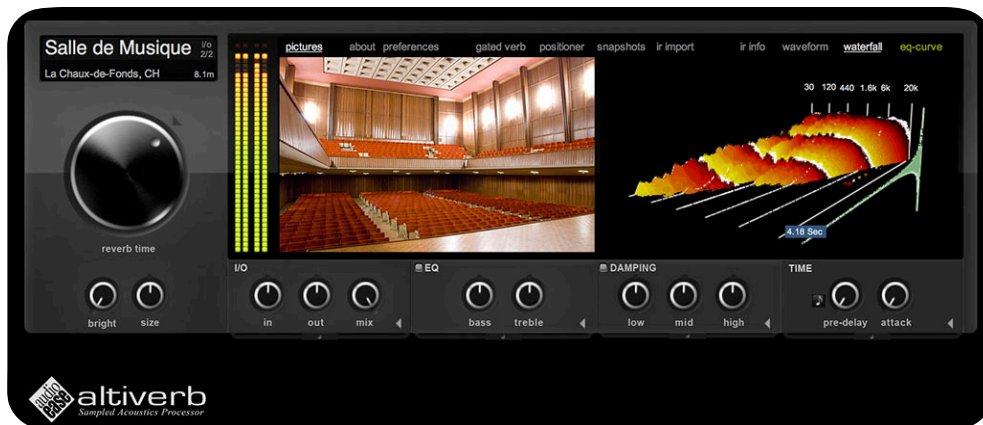 Salle de Musique i/o 2/2
La Chaux-de-Fonds, CH 8.1m
pictures about preferences gated verb positioner snapshots ir import ir info waveform waterfall eq-curve
30 120 440 1.6k 6k 20k
4.18 Sec
reverb time
bright size
I/O
in out mix
EQ
bass treble
DAMPING
low mid high
TIME
pre-delay attack
audio ease
altiverb
Sampled Acoustics Processor